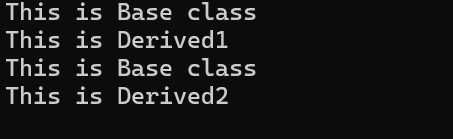 This is Base class
This is Derived1
This is Base class
This is Derived2